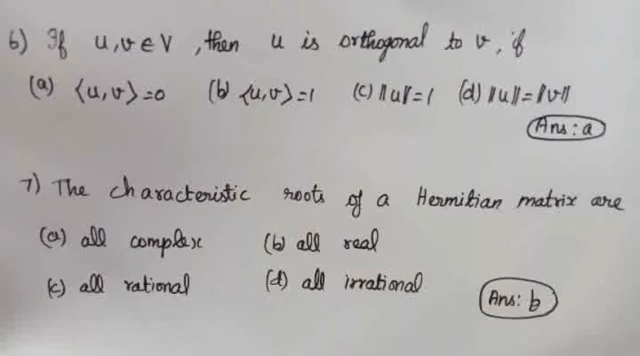 6) If u,v∈V, then u is orthogonal to v, if
(a) ⟨u,v⟩=0 (b) ⟨u,v⟩=1 (c) ||u||=1 (d) ||u||=||v||
Ans: a
7) The characteristic roots of a Hermitian matrix are
(a) all complex (b) all real
(c) all rational (d) all irrational
Ans: b